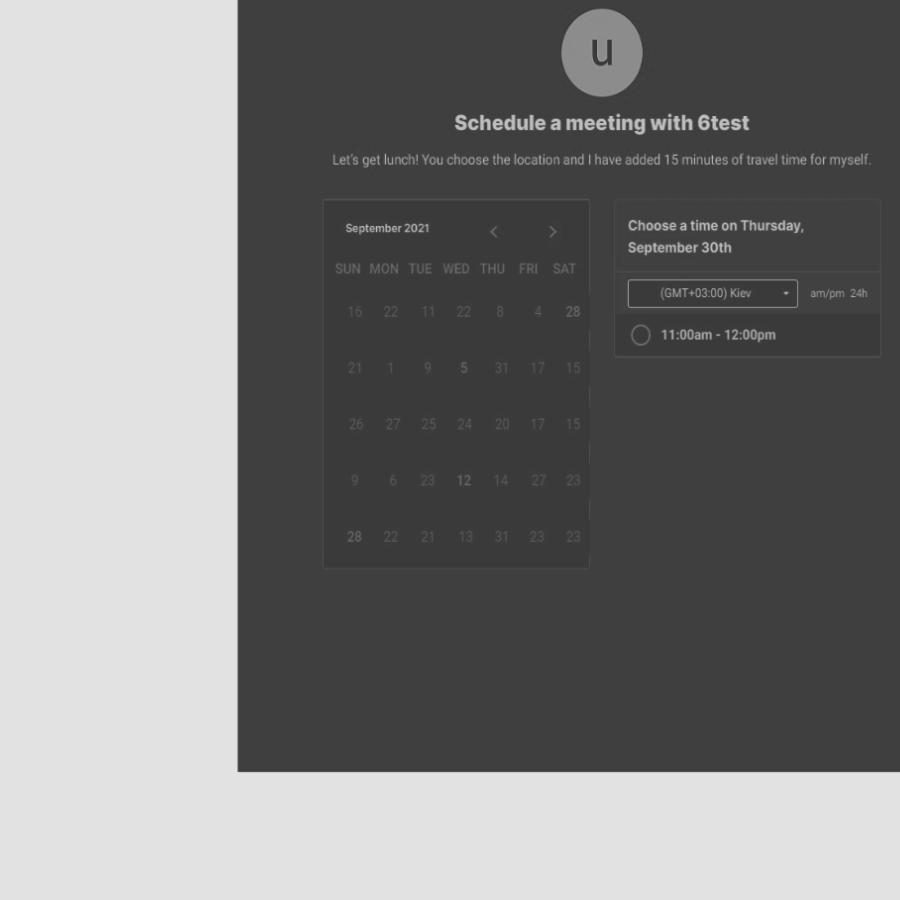 u
Schedule a meeting with 6test
Let's get lunch! You choose the location and I have added 15 minutes of travel time for myself.
September 2021
SUN MON TUE WED THU FRI SAT
16 22 11 22 8 4 28
21 1 9 5 31 17 15
26 27 25 24 20 17 15
9 6 23 12 14 27 23
28 22 21 13 31 23 23
Choose a time on Thursday,
September 30th
(GMT+03:00) Kiev am/pm 24h
11:00am - 12:00pm